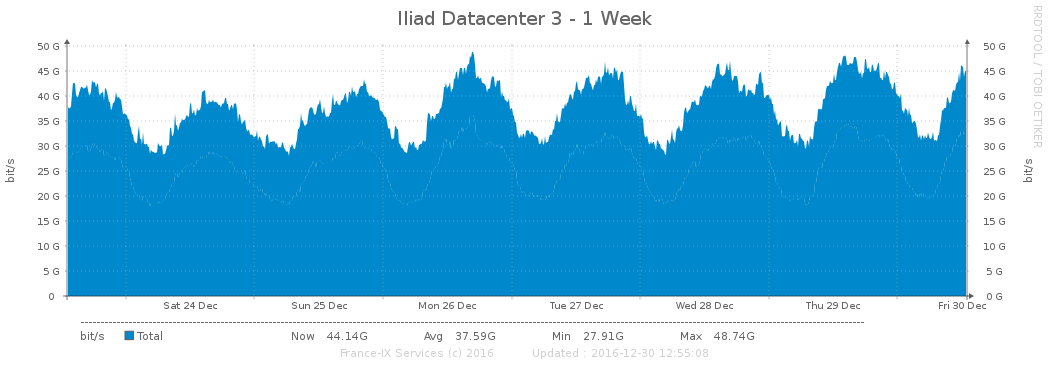 Iliad Datacenter 3 - 1 Week
RRDTOOL / TOBI OETIKER
50 G 50 G
45 G 45 G
40 G 40 G
35 G 35 G
30 G 30 G
25 G 25 G
20 G 20 G
15 G 15 G
10 G 10 G
5 G 5 G
0 0 G
bit/s bit/s
Sat 24 Dec Sun 25 Dec Mon 26 Dec Tue 27 Dec Wed 28 Dec Thu 29 Dec Fri 30 Dec
bit/s Total Now 44.14G Avg 37.59G Min 27.91G Max 48.74G
France-IX Services (c) 2016 Updated : 2016-12-30 12:55:08